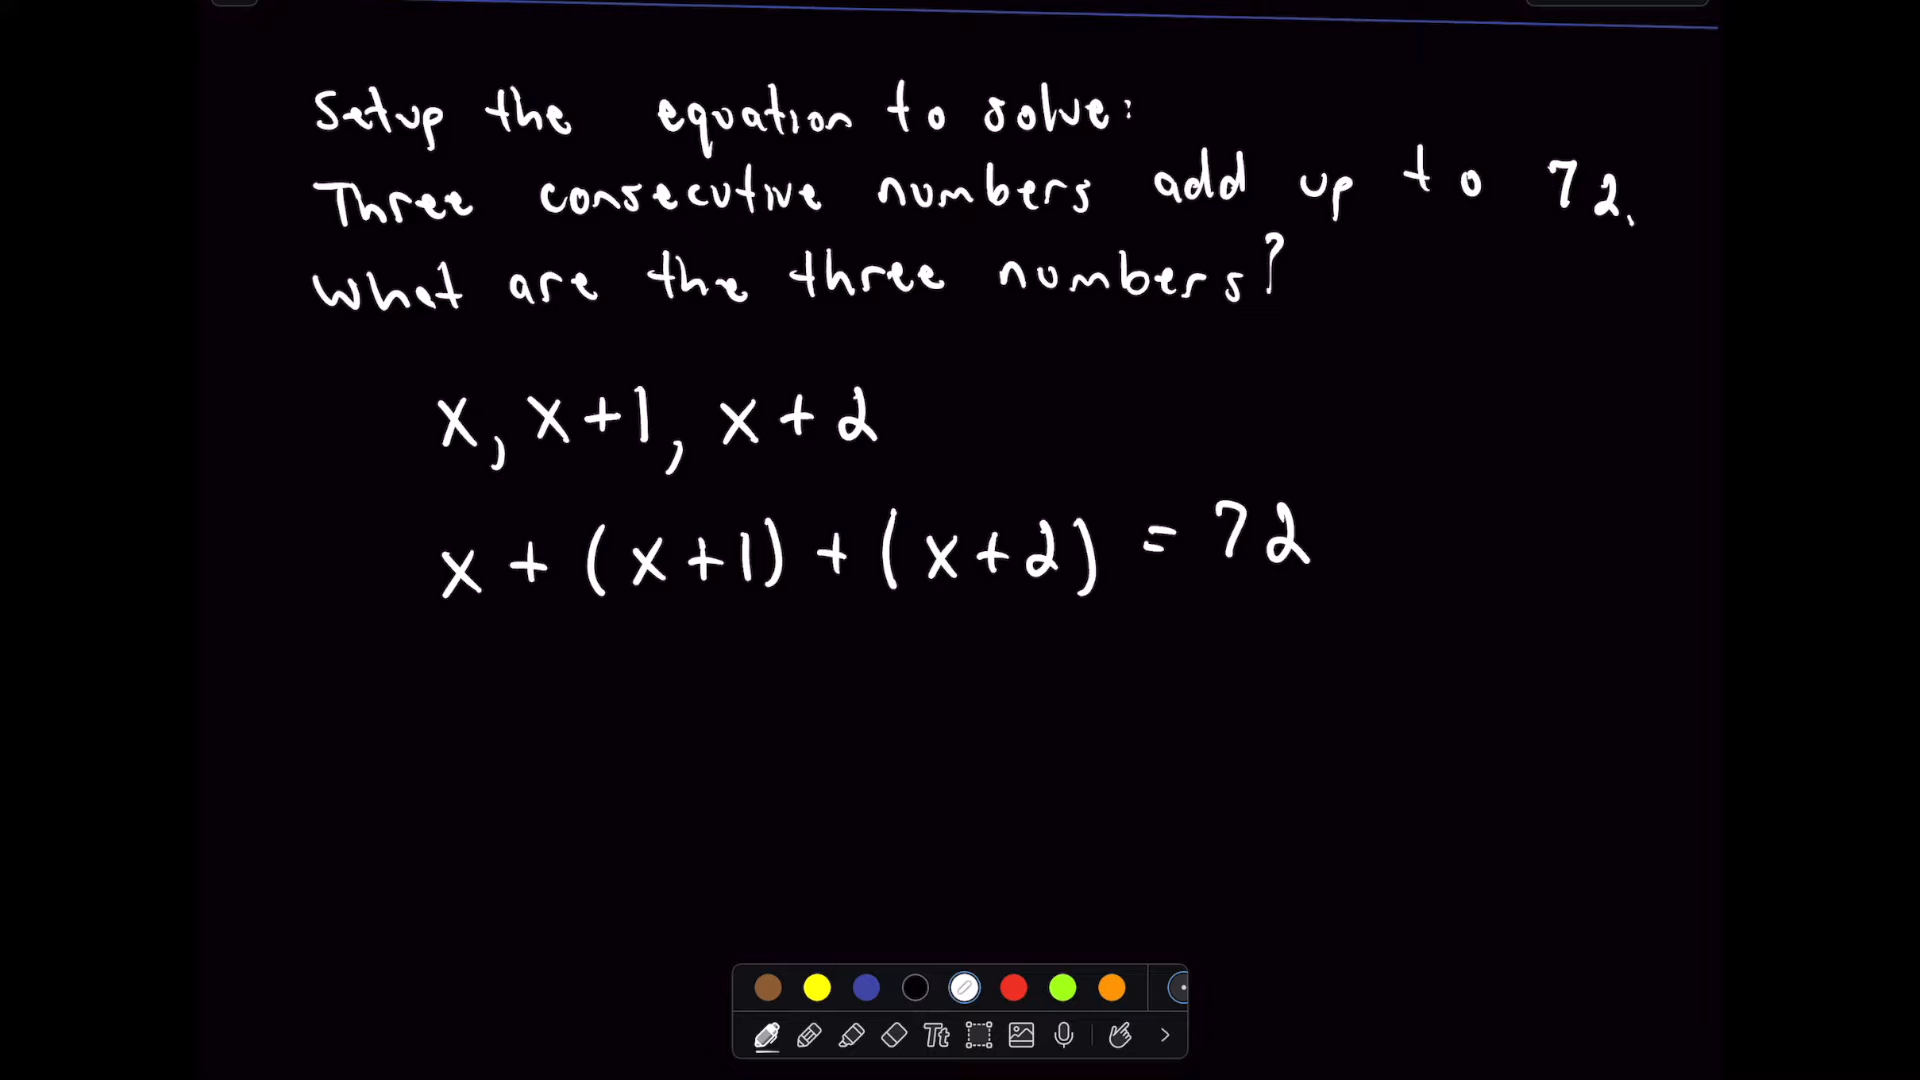 Setup the equation to solve:
Three consecutive numbers add up to 72.
What are the three numbers?
x, x+1, x+2
x + (x+1) + (x+2) = 72
Tt